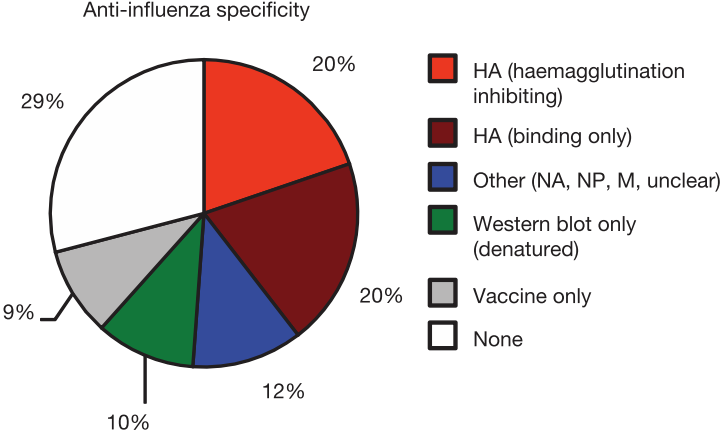 Anti-influenza specificity
20%
29%
20%
9%
12%
10%
HA (haemagglutination
inhibiting)
HA (binding only)
Other (NA, NP, M, unclear)
Western blot only
(denatured)
Vaccine only
None